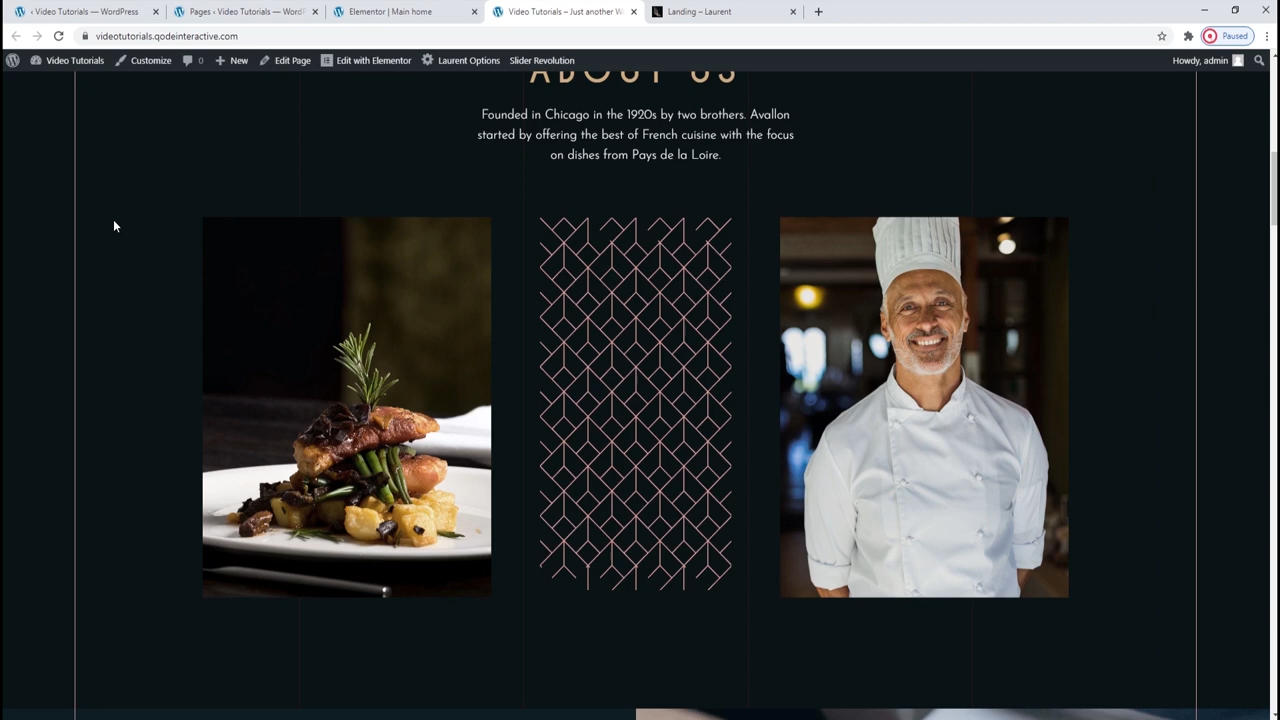 ‹ Video Tutorials — WordPress
Pages ‹ Video Tutorials — WordP
Elementor | Main home
Video Tutorials – Just another W
Landing – Laurent
videotutorials.qodeinteractive.com
Paused
Video Tutorials
Customize
0
New
Edit Page
Edit with Elementor
Laurent Options
Slider Revolution
Howdy, admin
ABOUT US
Founded in Chicago in the 1920s by two brothers. Avallon
started by offering the best of French cuisine with the focus
on dishes from Pays de la Loire.